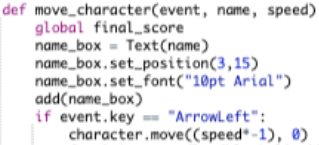 def move_character(event, name, speed)
    global final_score
    name_box = Text(name)
    name_box.set_position(3,15)
    name_box.set_font("10pt Arial")
    add(name_box)
    if event.key == "ArrowLeft":
        character.move((speed*-1), 0)